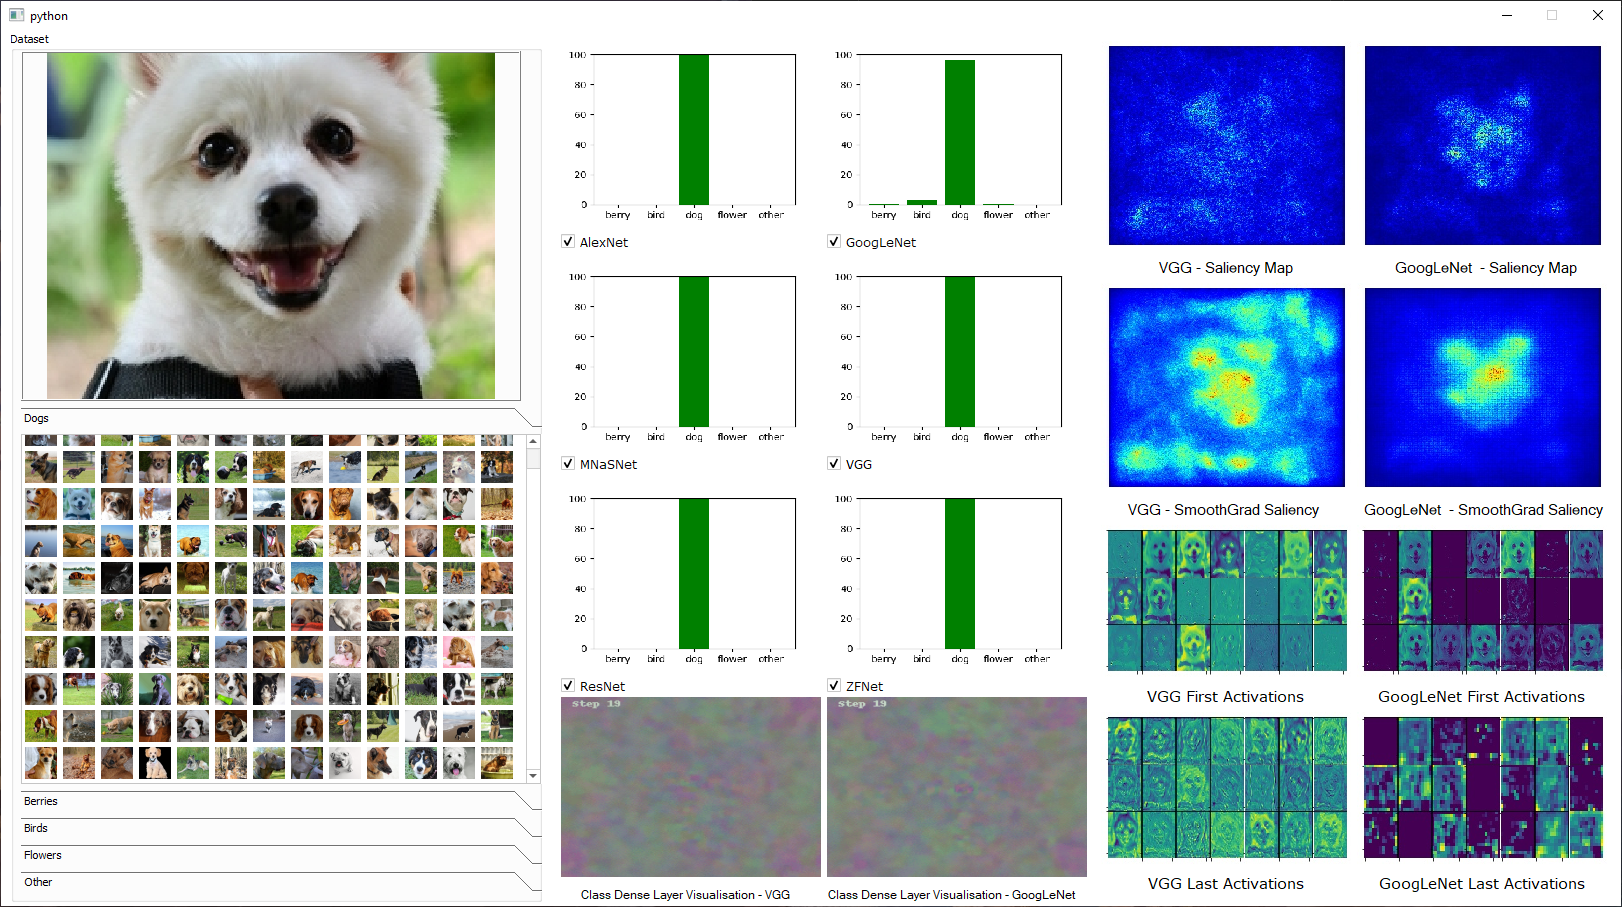 python
Dataset
Dogs
Berries
Birds
Flowers
Other
100
80
60
40
20
0
berry bird dog flower other
AlexNet
100
80
60
40
20
0
berry bird dog flower other
GoogLeNet
100
80
60
40
20
0
berry bird dog flower other
MNaSNet
100
80
60
40
20
0
berry bird dog flower other
VGG
100
80
60
40
20
0
berry bird dog flower other
ResNet
100
80
60
40
20
0
berry bird dog flower other
ZFNet
Step 19
Class Dense Layer Visualisation - VGG
Step 19
Class Dense Layer Visualisation - GoogLeNet
VGG - Saliency Map
GoogLeNet - Saliency Map
VGG - SmoothGrad Saliency
GoogLeNet - SmoothGrad Saliency
VGG First Activations
GoogLeNet First Activations
VGG Last Activations
GoogLeNet Last Activations